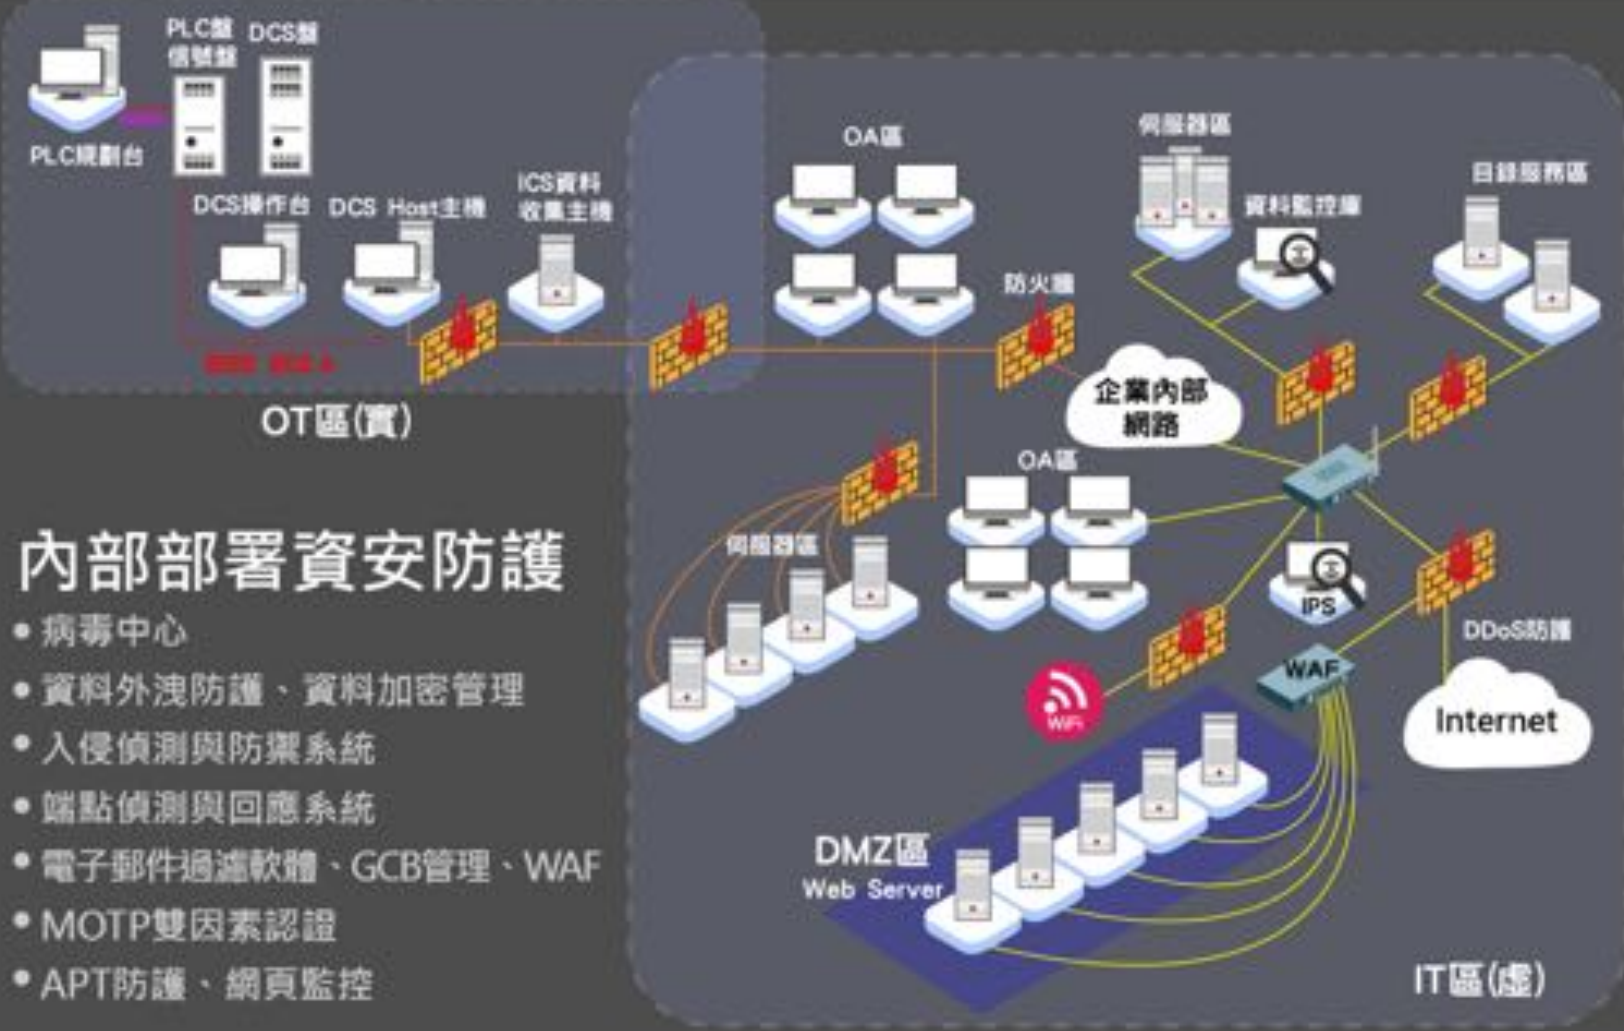 PLC盤
信號盤
DCS盤
PLC規劃台
DCS操作台
DCS Host主機
ICS資料
收集主機
OT區(實)
OA區
伺服器區
資料監控庫
目錄服務區
防火牆
企業內部
網路
OA區
伺服器區
IPS
DDoS防護
WAF
WiFi
Internet
DMZ區
Web Server
IT區(虛)
內部部署資安防護
• 病毒中心
• 資料外洩防護、資料加密管理
• 入侵偵測與防禦系統
• 端點偵測與回應系統
• 電子郵件過濾軟體、GCB管理、WAF
• MOTP雙因素認證
• APT防護、網頁監控